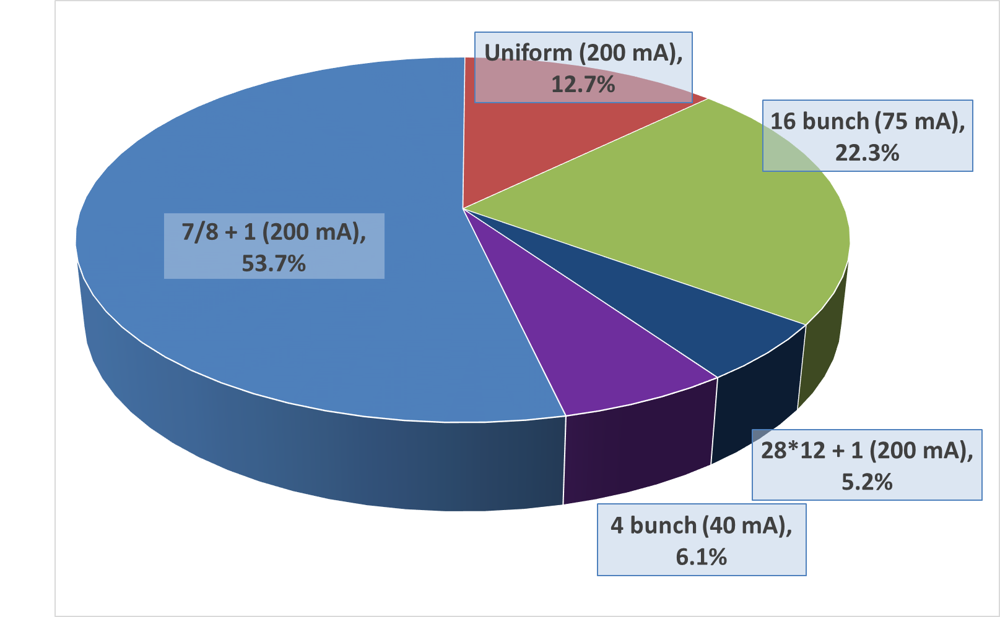 Uniform (200 mA),
12.7%
16 bunch (75 mA),
22.3%
7/8 + 1 (200 mA),
53.7%
28*12 + 1 (200 mA),
5.2%
4 bunch (40 mA),
6.1%